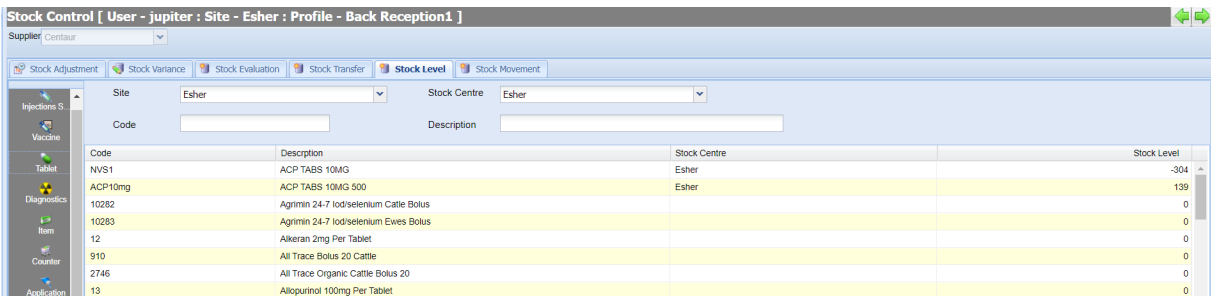 Stock Control [ User - jupiter : Site - Esher : Profile - Back Reception1 ]
Supplier Centaur
Stock Adjustment Stock Variance Stock Evaluation Stock Transfer Stock Level Stock Movement
Injections S...
Vaccine
Tablet
Diagnostics
Item
Counter
Application
Site Esher Stock Centre Esher
Code Description
Code Descrption Stock Centre Stock Level
NVS1 ACP TABS 10MG Esher -304
ACP10mg ACP TABS 10MG 500 Esher 139
10282 Agrimin 24-7 Iod/selenium Catle Bolus 0
10283 Agrimin 24-7 Iod/selenium Ewes Bolus 0
12 Alkeran 2mg Per Tablet 0
910 All Trace Bolus 20 Cattle 0
2746 All Trace Organic Cattle Bolus 20 0
13 Allopurinol 100mg Per Tablet 0